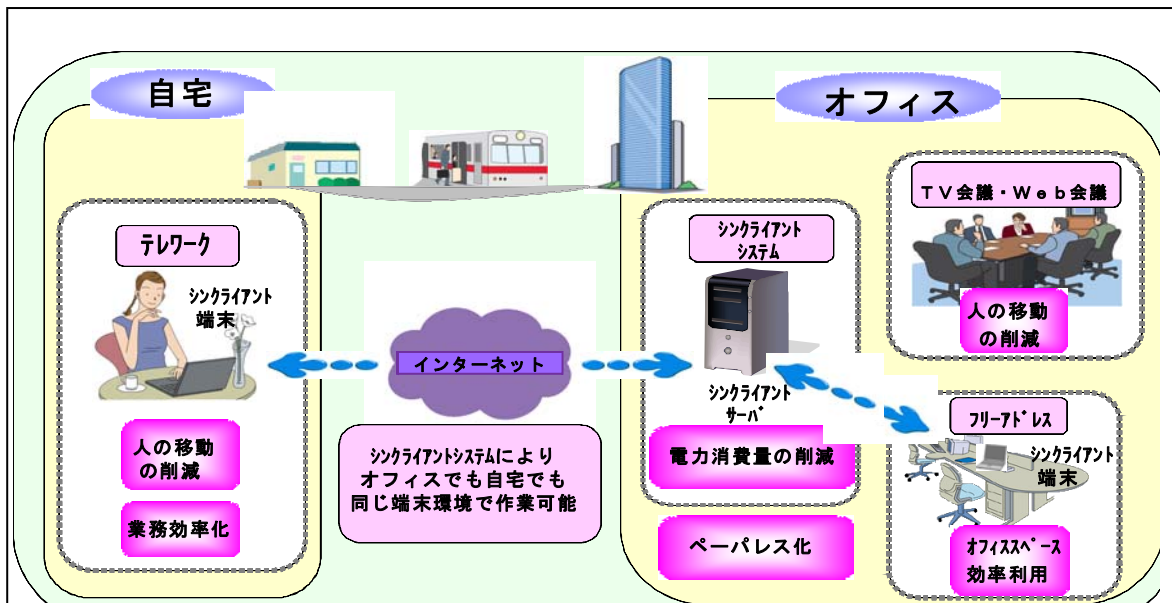 自宅
オフィス
テレワーク
シンクライアント
端末
人の移動
の削減
業務効率化
インターネット
シンクライアントシステムにより
オフィスでも自宅でも
同じ端末環境で作業可能
シンクライアント
システム
シンクライアント
サーバ
電力消費量の削減
ペーパレス化
TV会議・Web会議
人の移動
の削減
フリーアドレス
シンクライアント
端末
オフィススペース
効率利用